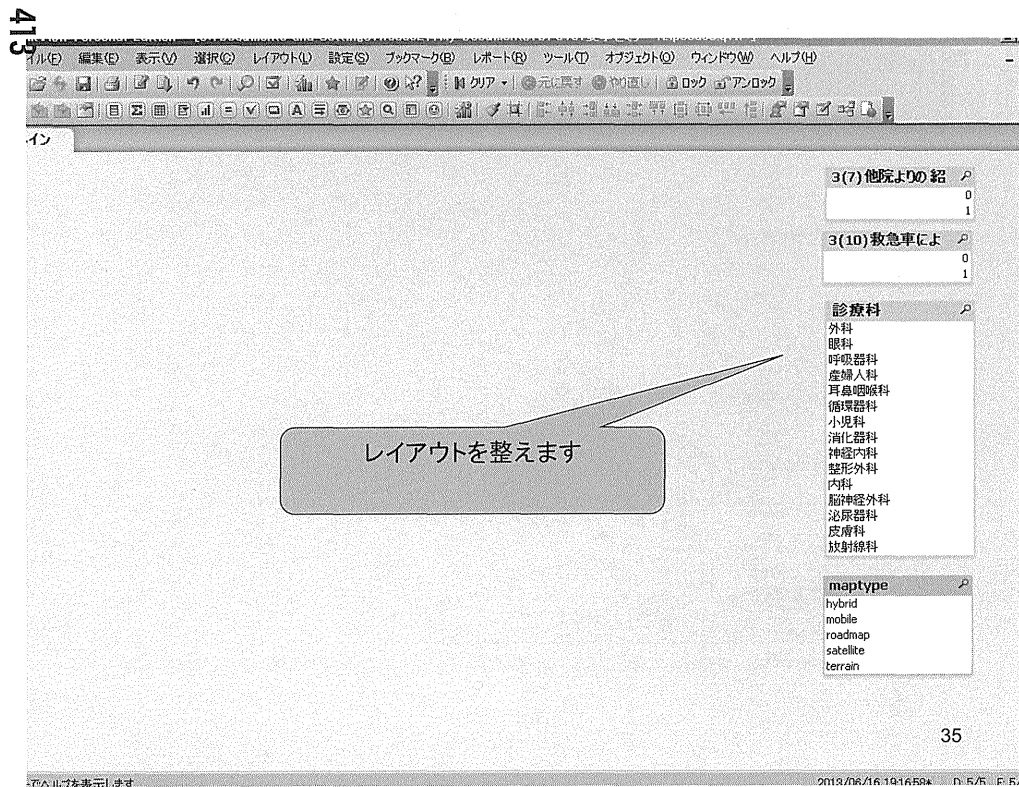 413
イル(F) 編集(E) 表示(V) 選択(C) レイアウト(L) 設定(S) ブックマーク(B) レポート(R) ツール(T) オブジェクト(O) ウィンドウ(W) ヘルプ(H)
クリア 元に戻す やり直し ロック アンロック
イン
3(7)他院よりの 紹
0
1
3(10)救急車によ
0
1
診療科
外科
眼科
呼吸器科
産婦人科
耳鼻咽喉科
循環器科
小児科
消化器科
神経内科
整形外科
内科
脳神経外科
泌尿器科
皮膚科
放射線科
レイアウトを整えます
maptype
hybrid
mobile
roadmap
satellite
terrain
35
でヘルプを表示します
2013/06/16 19:16:58* D: 5/5 F: 5/